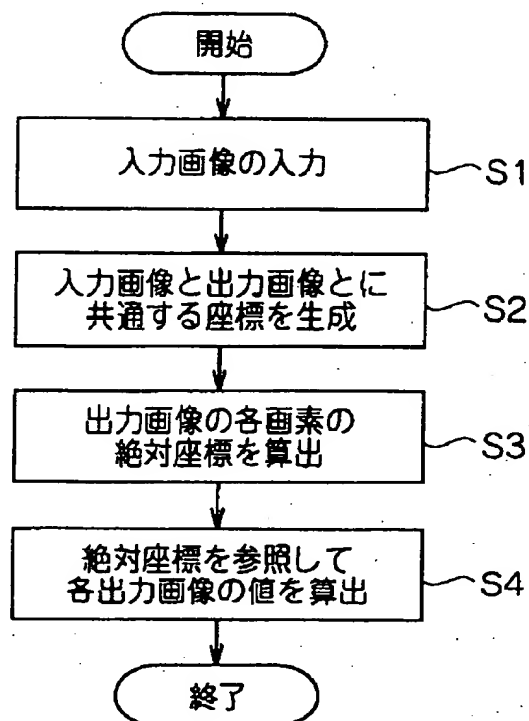 開始
入力画像の入力
S1
入力画像と出力画像とに
共通する座標を生成
S2
出力画像の各画素の
絶対座標を算出
S3
絶対座標を参照して
各出力画像の値を算出
S4
終了